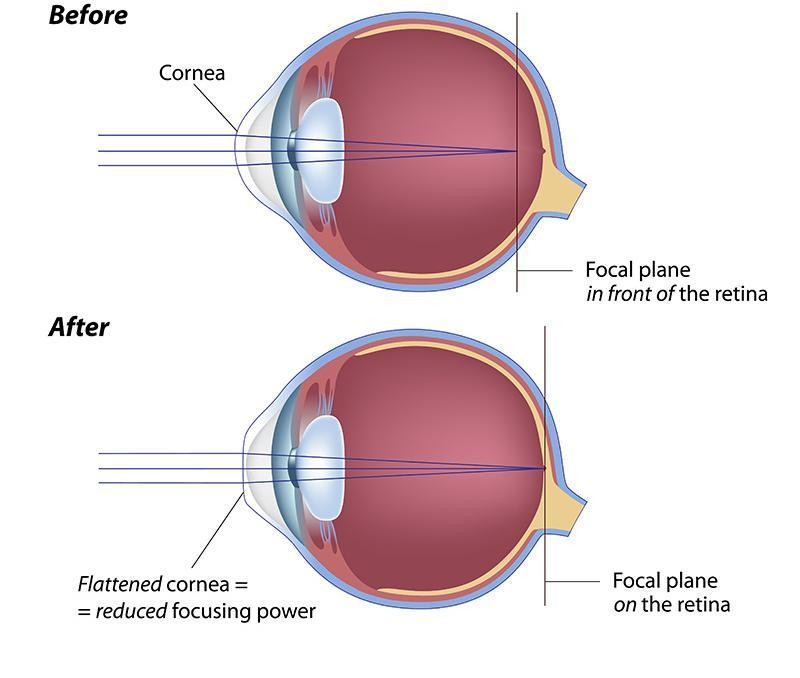 Before
Cornea
Focal plane
in front of the retina
After
Flattened cornea =
= reduced focusing power
Focal plane
on the retina